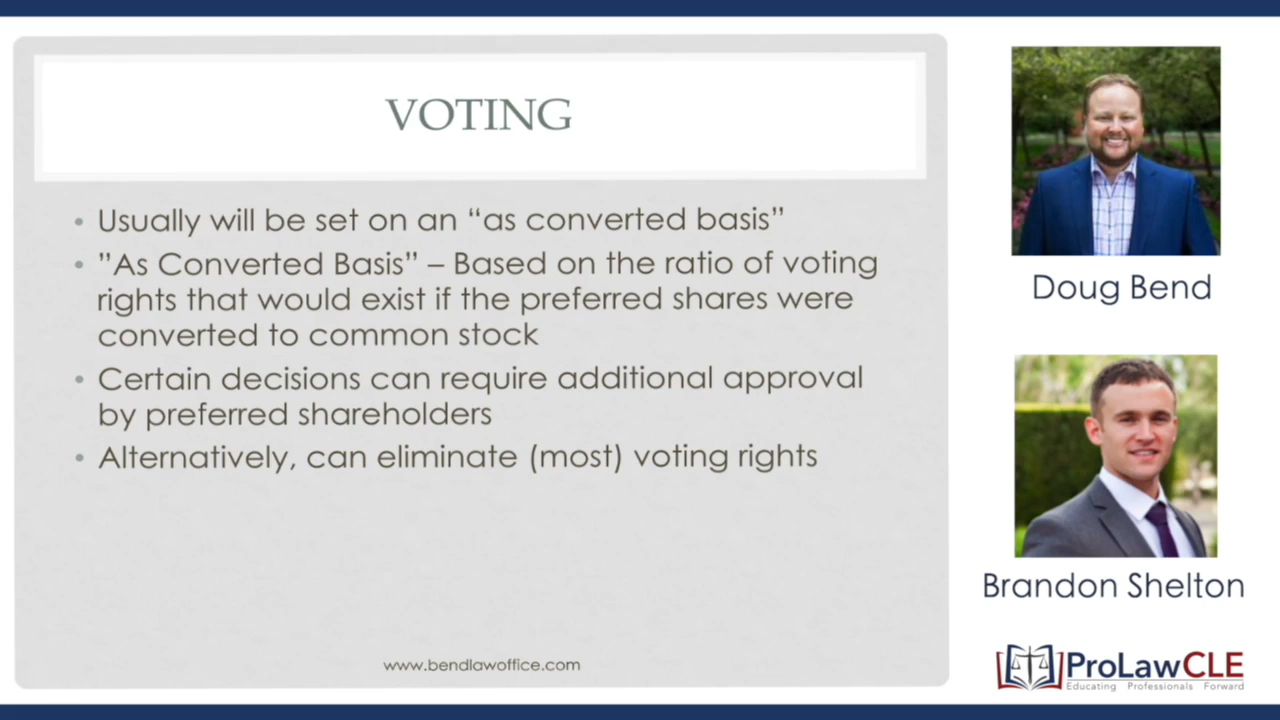 VOTING
• Usually will be set on an “as converted basis”
• ”As Converted Basis” – Based on the ratio of voting
rights that would exist if the preferred shares were
converted to common stock
• Certain decisions can require additional approval
by preferred shareholders
• Alternatively, can eliminate (most) voting rights
www.bendlawoffice.com
Doug Bend
Brandon Shelton
ProLawCLE
Educating Professionals Forward